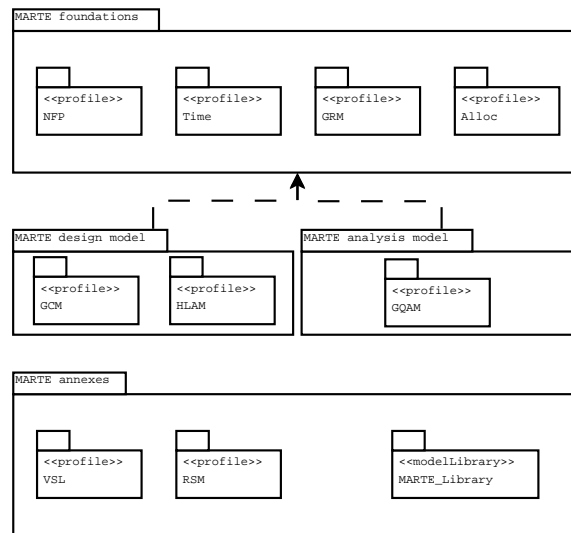 MARTE foundations
<<profile>> <<profile>> <<profile>> <<profile>>
NFP Time GRM Alloc
MARTE design model MARTE analysis model
<<profile>> <<profile>> <<profile>>
GCM HLAM GQAM
MARTE annexes
<<profile>> <<profile>> <<modelLibrary>>
VSL RSM MARTE_Library